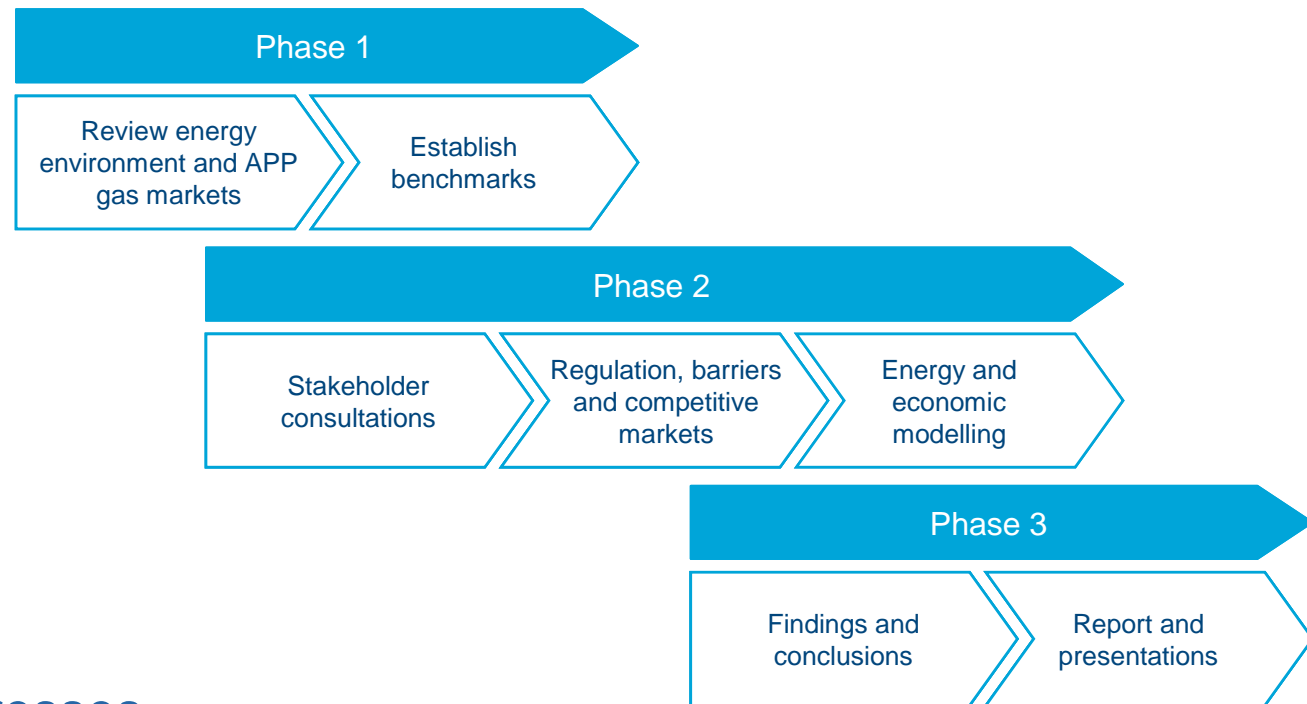 Phase 1
Review energy
environment and APP
gas markets
Establish
benchmarks
Phase 2
Stakeholder
consultations
Regulation, barriers
and competitive
markets
Energy and
economic
modelling
Phase 3
Findings and
conclusions
Report and
presentations